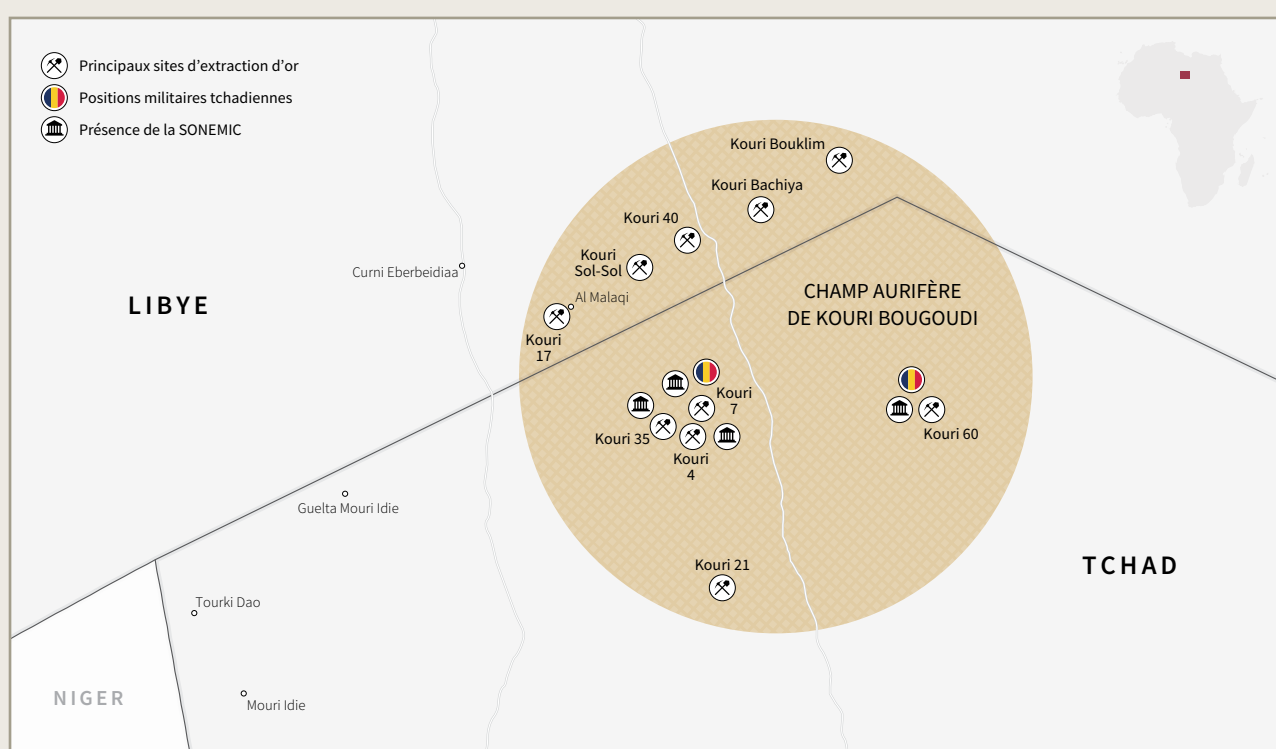 Principaux sites d’extraction d’or
Positions militaires tchadiennes
Présence de la SONEMIC
Kouri Bouklim
Kouri Bachiya
Kouri 40
Kouri
Sol-Sol
Curni Eberbeidiaa
Al Malaqi
LIBYE
CHAMP AURIFÈRE
DE KOURI BOUGOUDI
Kouri
17
Kouri
7
Kouri 35
Kouri 60
Kouri
4
Guelta Mouri Idie
Kouri 21
TCHAD
Tourki Dao
NIGER
Mouri Idie